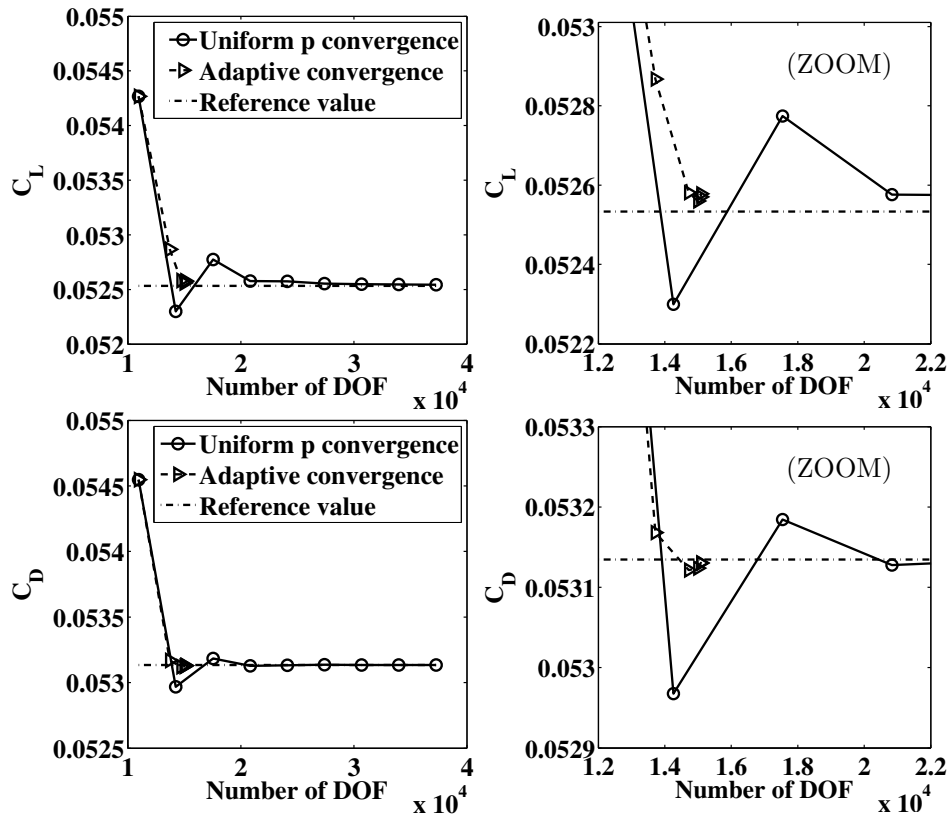 0.055
0.0545
0.054
0.0535
0.053
0.0525
0.052
C_L
Uniform p convergence
Adaptive convergence
Reference value
1
2
3
4
Number of DOF
x 10^4
0.053
0.0528
0.0526
0.0524
0.0522
C_L
(ZOOM)
1.2
1.4
1.6
1.8
2
2.2
Number of DOF
x 10^4
0.055
0.0545
0.054
0.0535
0.053
0.0525
C_D
Uniform p convergence
Adaptive convergence
Reference value
1
2
3
4
Number of DOF
x 10^4
0.0533
0.0532
0.0531
0.053
0.0529
C_D
(ZOOM)
1.2
1.4
1.6
1.8
2
2.2
Number of DOF
x 10^4